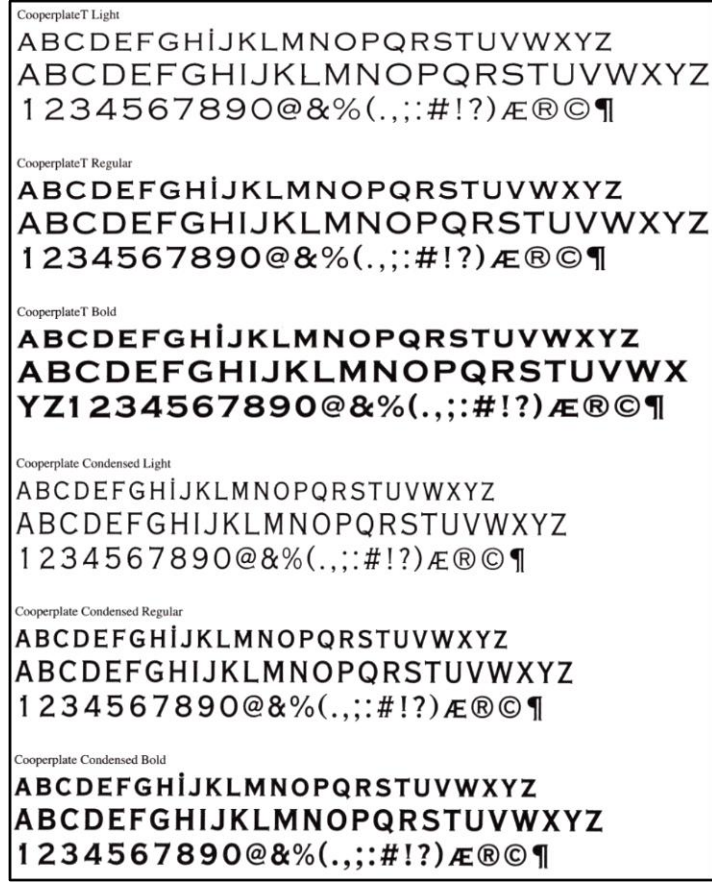 CooperplateT Light
ABCDEFGHİJKLMNOPQRSTUVWXYZ
ABCDEFGHIJKLMNOPQRSTUVWXYZ
1234567890@&%(.,;:#!?)Æ®©¶
CooperplateT Regular
ABCDEFGHİJKLMNOPQRSTUVWXYZ
ABCDEFGHIJKLMNOPQRSTUVWXYZ
1234567890@&%(.,;:#!?)Æ®©¶
CooperplateT Bold
ABCDEFGHİJKLMNOPQRSTUVWXYZ
ABCDEFGHIJKLMNOPQRSTUVWX
YZ1234567890@&%(.,;:#!?)Æ®©¶
Cooperplate Condensed Light
ABCDEFGHİJKLMNOPQRSTUVWXYZ
ABCDEFGHIJKLMNOPQRSTUVWXYZ
1234567890@&%(.,;:#!?)Æ®©¶
Cooperplate Condensed Regular
ABCDEFGHİJKLMNOPQRSTUVWXYZ
ABCDEFGHIJKLMNOPQRSTUVWXYZ
1234567890@&%(.,;:#!?)Æ®©¶
Cooperplate Condensed Bold
ABCDEFGHİJKLMNOPQRSTUVWXYZ
ABCDEFGHIJKLMNOPQRSTUVWXYZ
1234567890@&%(.,;:#!?)Æ®©¶